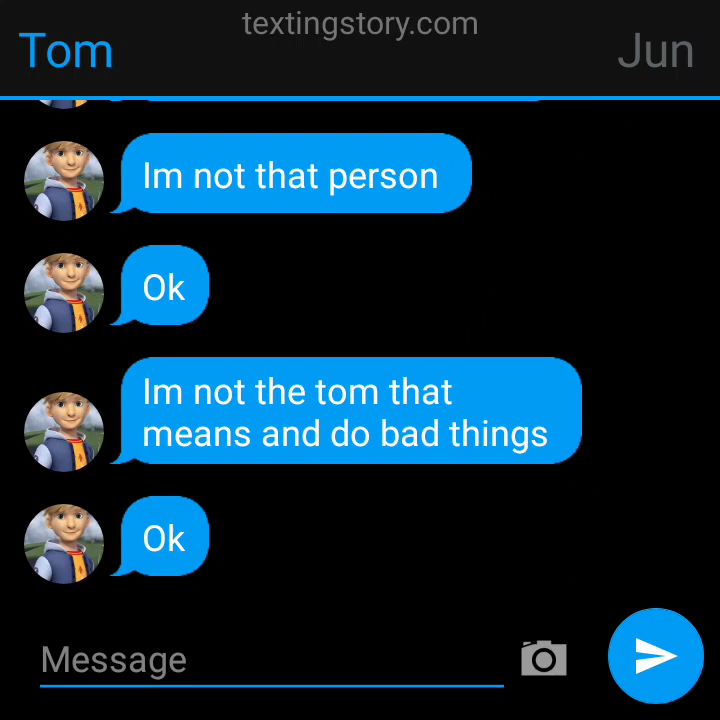 textingstory.com
Tom
Jun
Im not that person
Ok
Im not the tom that
means and do bad things
Ok
Message